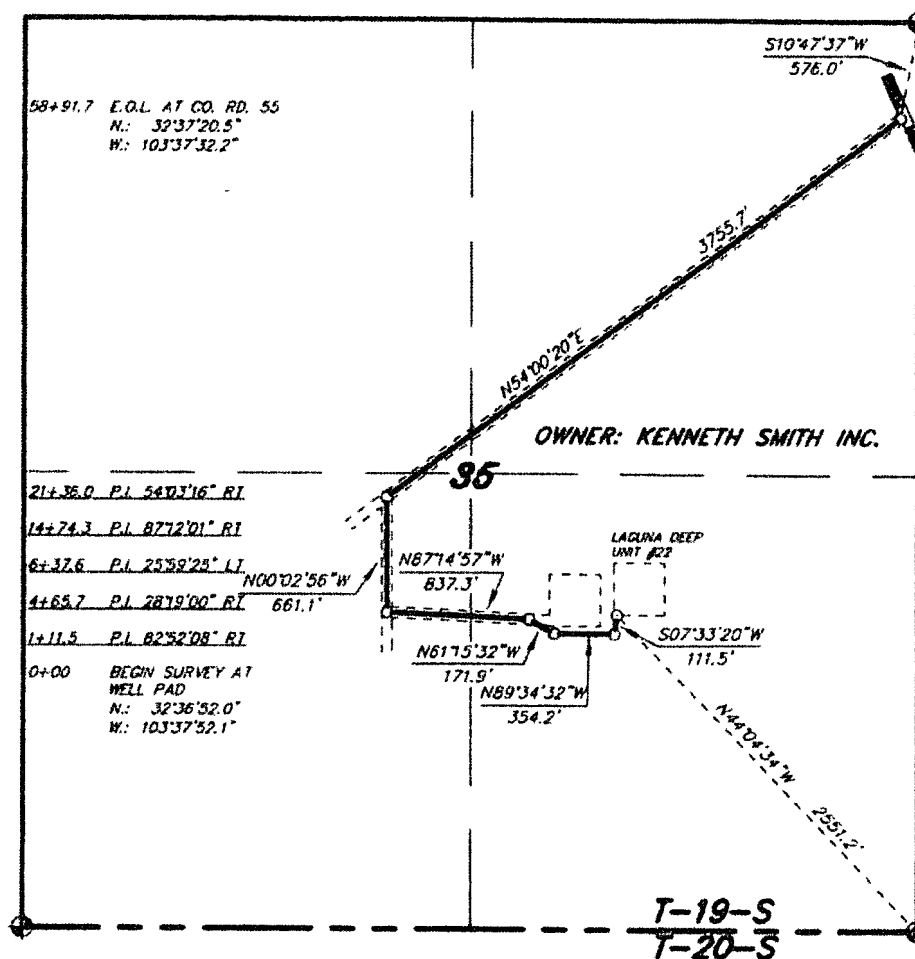 S10°47'37"W
576.0'
58+91.7 E.O.L. AT CO. RD. 55
N.: 32°37'20.5"
W.: 103°37'32.2"
3755.7'
N54°00'20"E
OWNER: KENNETH SMITH INC.
35
21+36.0 P.I. 54°03'16" RT
14+74.3 P.I. 87°12'01" RT
6+37.6 P.I. 25°59'25" LT
4+65.7 P.I. 28°19'00" RT
1+11.5 P.I. 82°52'08" RT
0+00 BEGIN SURVEY AT
WELL PAD
N.: 32°36'52.0"
W.: 103°37'52.1"
N00°02'56"W
661.1'
N87°14'57"W
837.3'
LAGUNA DEEP
UNIT #22
N61°15'32"W
171.9'
S07°33'20"W
111.5'
N89°34'32"W
354.2'
N44°04'34"W
2551.2'
T-19-S
T-20-S